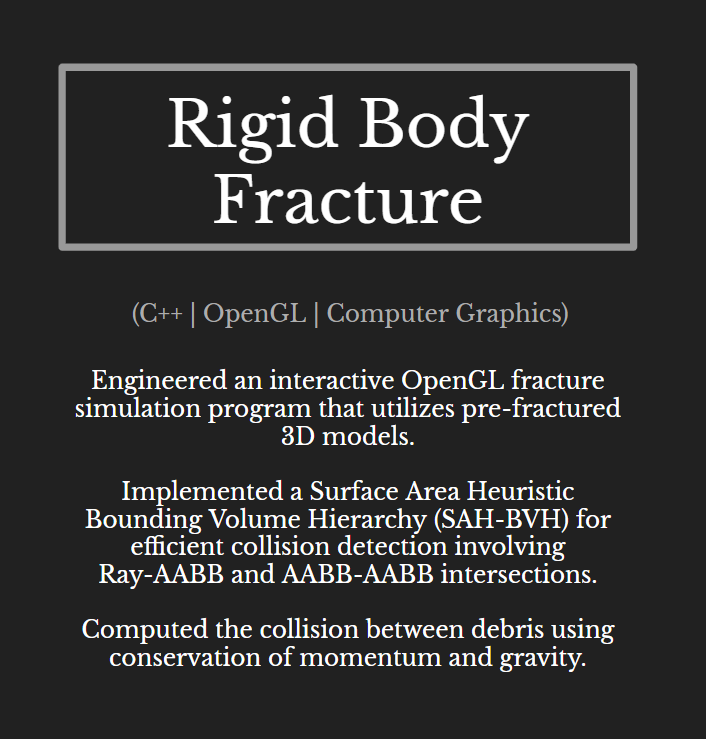 Rigid Body
Fracture
(C++ | OpenGL | Computer Graphics)
Engineered an interactive OpenGL fracture
simulation program that utilizes pre-fractured
3D models.
Implemented a Surface Area Heuristic
Bounding Volume Hierarchy (SAH-BVH) for
efficient collision detection involving
Ray-AABB and AABB-AABB intersections.
Computed the collision between debris using
conservation of momentum and gravity.